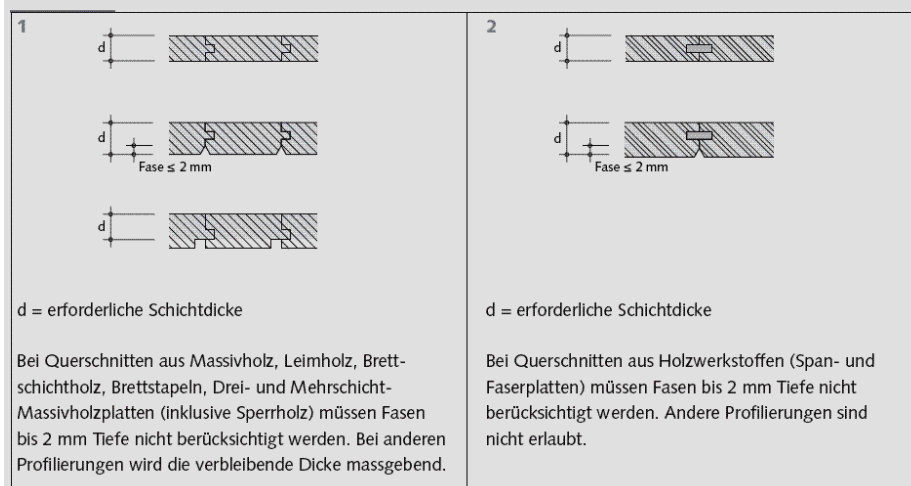 1
d
d
Fase ≤ 2 mm
d
d = erforderliche Schichtdicke
Bei Querschnitten aus Massivholz, Leimholz, Brett-
schichtholz, Brettstapeln, Drei- und Mehrschicht-
Massivholzplatten (inklusive Sperrholz) müssen Fasen
bis 2 mm Tiefe nicht berücksichtigt werden. Bei anderen
Profilierungen wird die verbleibende Dicke massgebend.
2
d
d
Fase ≤ 2 mm
d = erforderliche Schichtdicke
Bei Querschnitten aus Holzwerkstoffen (Span- und
Faserplatten) müssen Fasen bis 2 mm Tiefe nicht
berücksichtigt werden. Andere Profilierungen sind
nicht erlaubt.